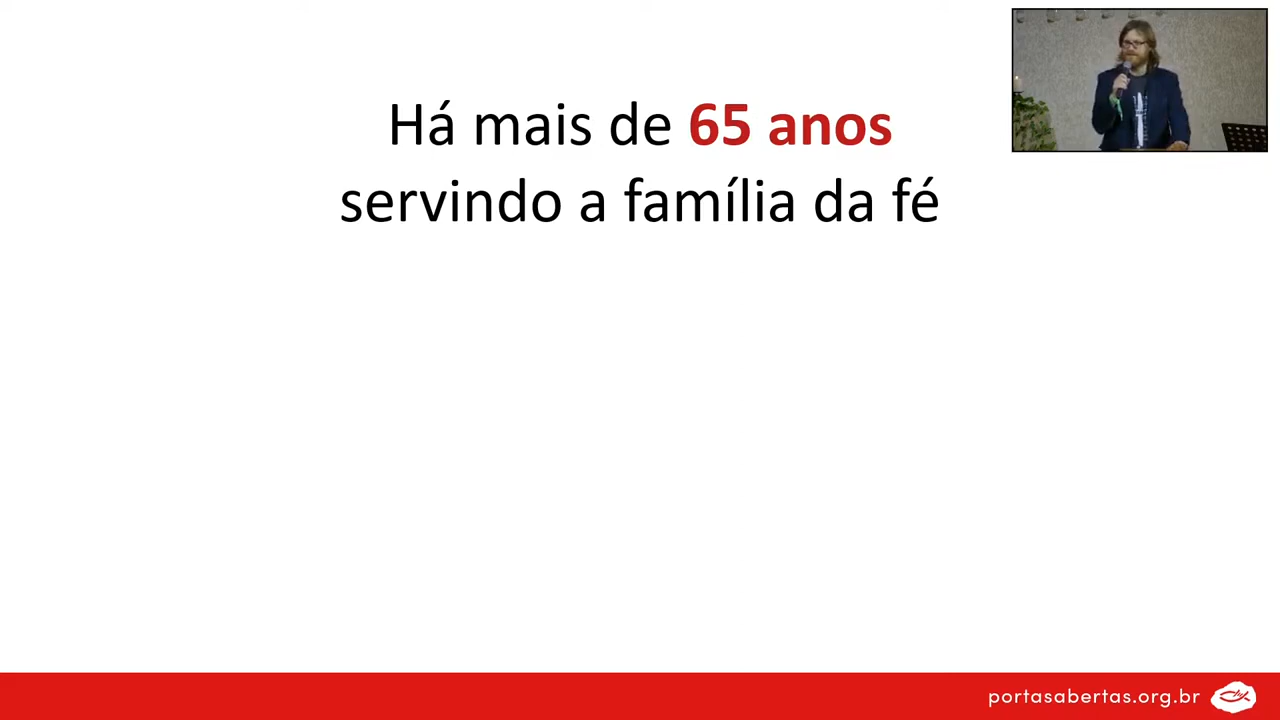 Há mais de 65 anos
servindo a família da fé
portasabertas.org.br